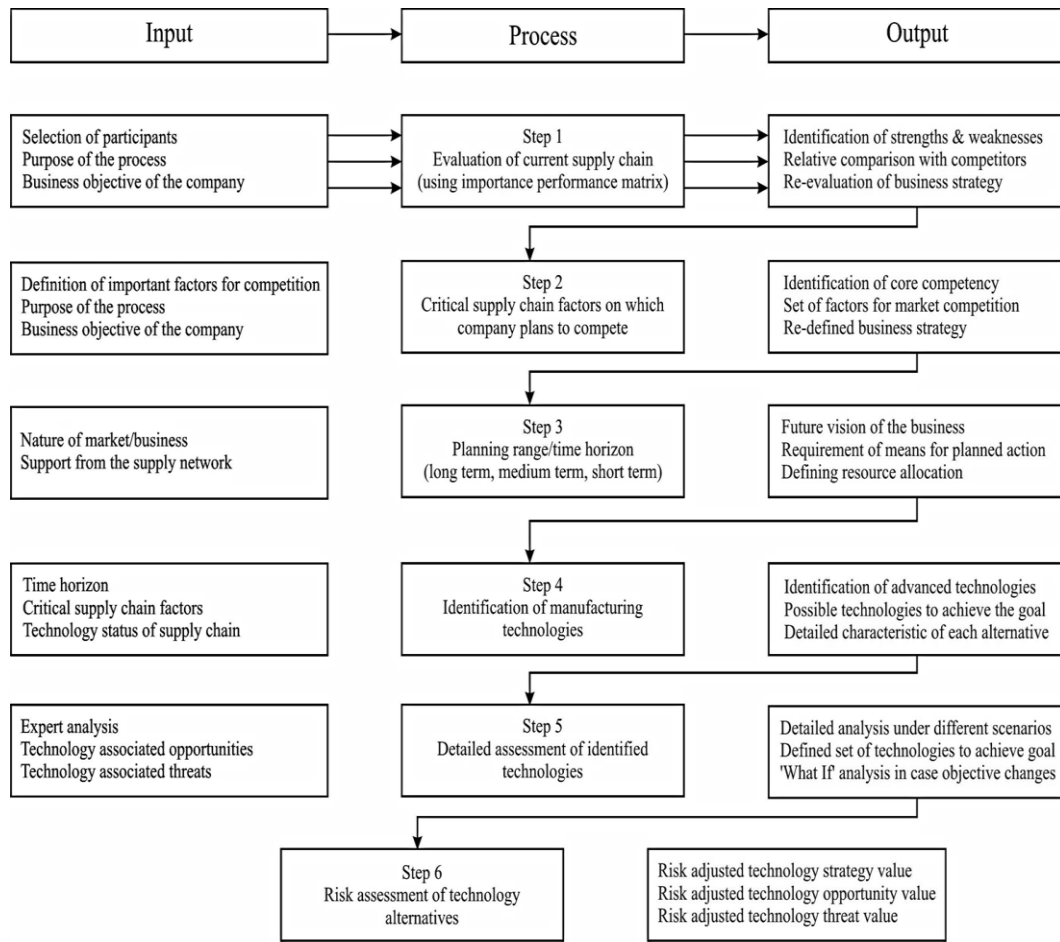 Input
Process
Output
Selection of participants
Purpose of the process
Business objective of the company
Step 1
Evaluation of current supply chain
(using importance performance matrix)
Identification of strengths & weaknesses
Relative comparison with competitors
Re-evaluation of business strategy
Definition of important factors for competition
Purpose of the process
Business objective of the company
Step 2
Critical supply chain factors on which
company plans to compete
Identification of core competency
Set of factors for market competition
Re-defined business strategy
Nature of market/business
Support from the supply network
Step 3
Planning range/time horizon
(long term, medium term, short term)
Future vision of the business
Requirement of means for planned action
Defining resource allocation
Time horizon
Critical supply chain factors
Technology status of supply chain
Step 4
Identification of manufacturing
technologies
Identification of advanced technologies
Possible technologies to achieve the goal
Detailed characteristic of each alternative
Expert analysis
Technology associated opportunities
Technology associated threats
Step 5
Detailed assessment of identified
technologies
Detailed analysis under different scenarios
Defined set of technologies to achieve goal
'What If' analysis in case objective changes
Step 6
Risk assessment of technology
alternatives
Risk adjusted technology strategy value
Risk adjusted technology opportunity value
Risk adjusted technology threat value